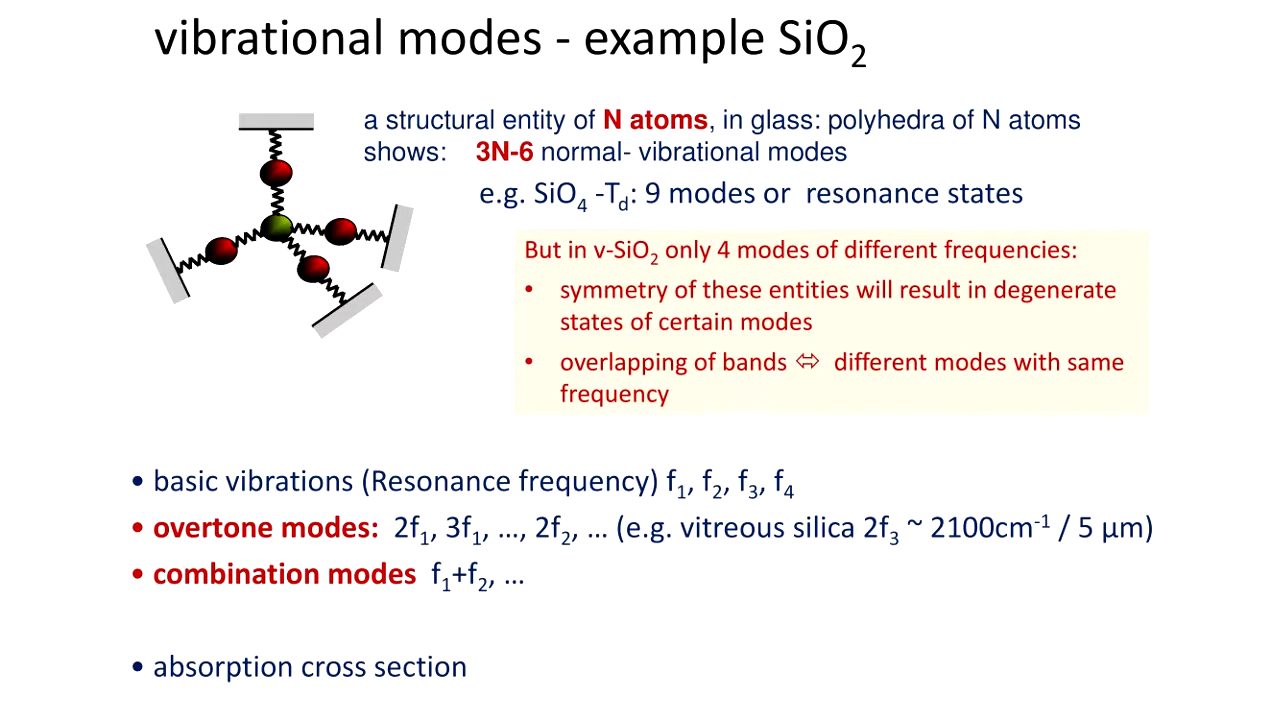 vibrational modes - example SiO₂
a structural entity of N atoms, in glass: polyhedra of N atoms
shows: 3N-6 normal- vibrational modes
e.g. SiO₄ -T_d: 9 modes or resonance states
But in v-SiO₂ only 4 modes of different frequencies:
• symmetry of these entities will result in degenerate
states of certain modes
• overlapping of bands ⬄ different modes with same
frequency
• basic vibrations (Resonance frequency) f₁, f₂, f₃, f₄
• overtone modes: 2f₁, 3f₁, …, 2f₂, … (e.g. vitreous silica 2f₃ ~ 2100cm⁻¹ / 5 µm)
• combination modes f₁+f₂, …
• absorption cross section